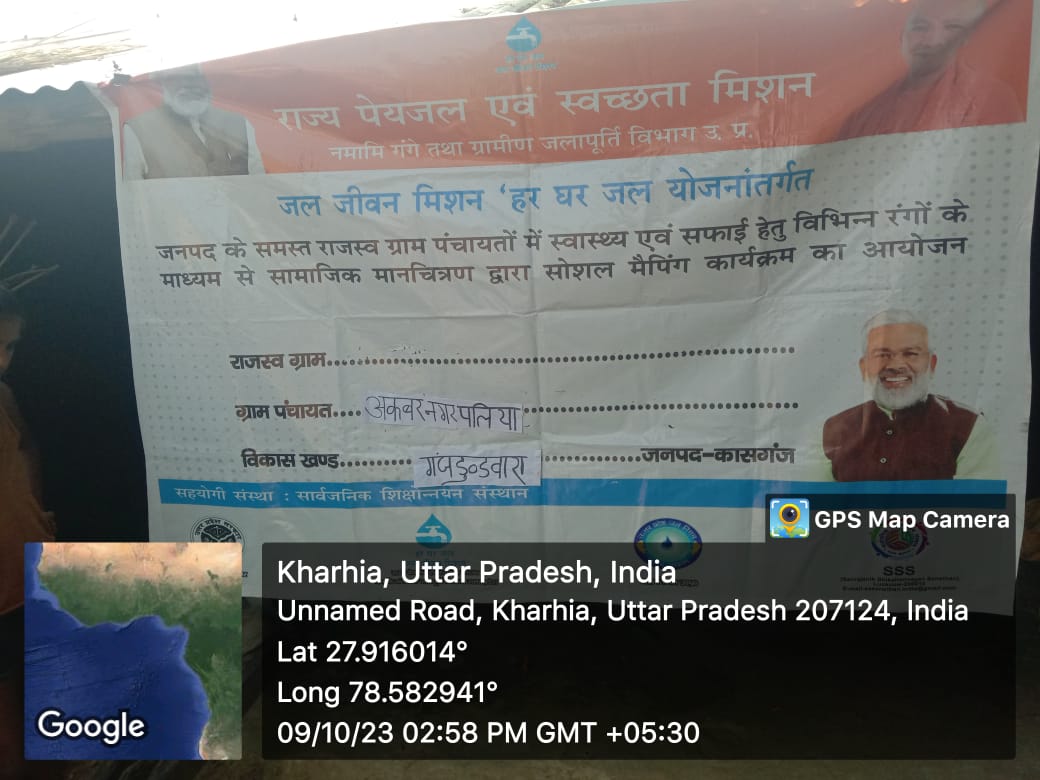 राज्य पेयजल एवं स्वच्छता मिशन
नमामि गंगे तथा ग्रामीण जलापूर्ति विभाग उ. प्र.
जल जीवन मिशन ‘हर घर जल योजनांतर्गत
जनपद के समस्त राजस्व ग्राम पंचायतों में स्वास्थ्य एवं सफाई हेतु विभिन्न रंगों के
माध्यम से सामाजिक मानचित्रण द्वारा सोशल मैपिंग कार्यक्रम का आयोजन
राजस्व ग्राम
ग्राम पंचायत.... अकबरनगरपलिया
विकास खण्ड.......... गंजडुन्डवारा ..............जनपद-कासगंज
सहयोगी संस्था : सार्वजनिक शिक्षोन्नयन संस्थान
GPS Map Camera
SSS
Kharhia, Uttar Pradesh, India
Unnamed Road, Kharhia, Uttar Pradesh 207124, India
Lat 27.916014°
Long 78.582941°
09/10/23 02:58 PM GMT +05:30
Google